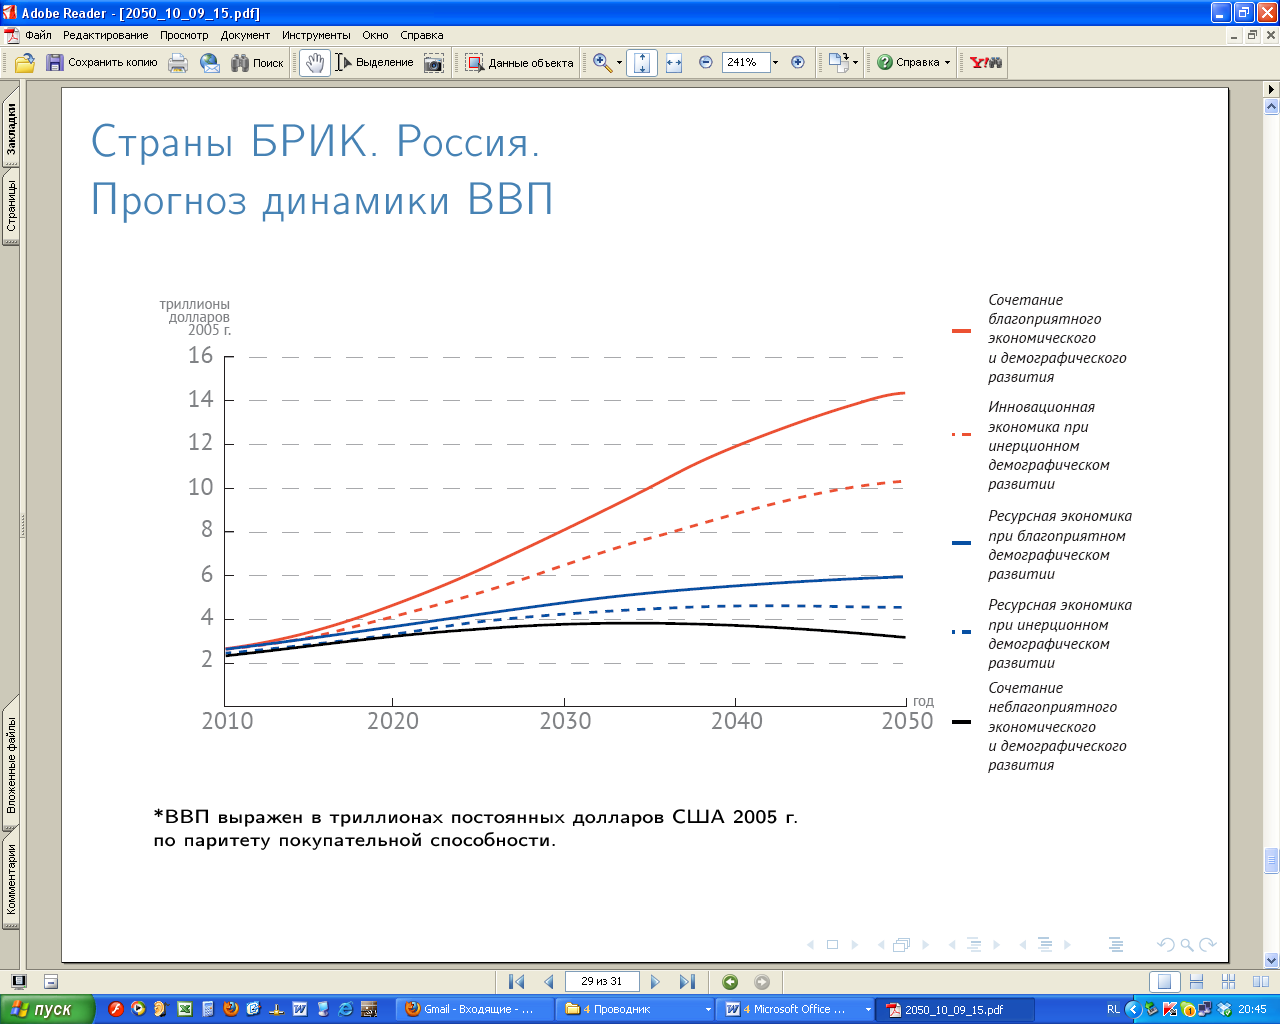 Adobe Reader - [2050_10_09_15.pdf]
Файл Редактирование Просмотр Документ Инструменты Окно Справка
Сохранить копию Поиск Выделение Данные объекта 241% Справка Y!
Закладки
Страницы
Вложенные файлы
Комментарии
Страны БРИК. Россия.
Прогноз динамики ВВП
триллионы
долларов
2005 г.
16
14
12
10
8
6
4
2
2010 2020 2030 2040 2050
год
Сочетание
благоприятного
экономического
и демографического
развития
Инновационная
экономика при
инерционном
демографическом
развитии
Ресурсная экономика
при благоприятном
демографическом
развитии
Ресурсная экономика
при инерционном
демографическом
развитии
Сочетание
неблагоприятного
экономического
и демографического
развития
*ВВП выражен в триллионах постоянных долларов США 2005 г.
по паритету покупательной способности.
29 из 31
пуск Gmail - Входящие - ... 4 Проводник 4 Microsoft Office ... 2050_10_09_15.pdf RL 20:45